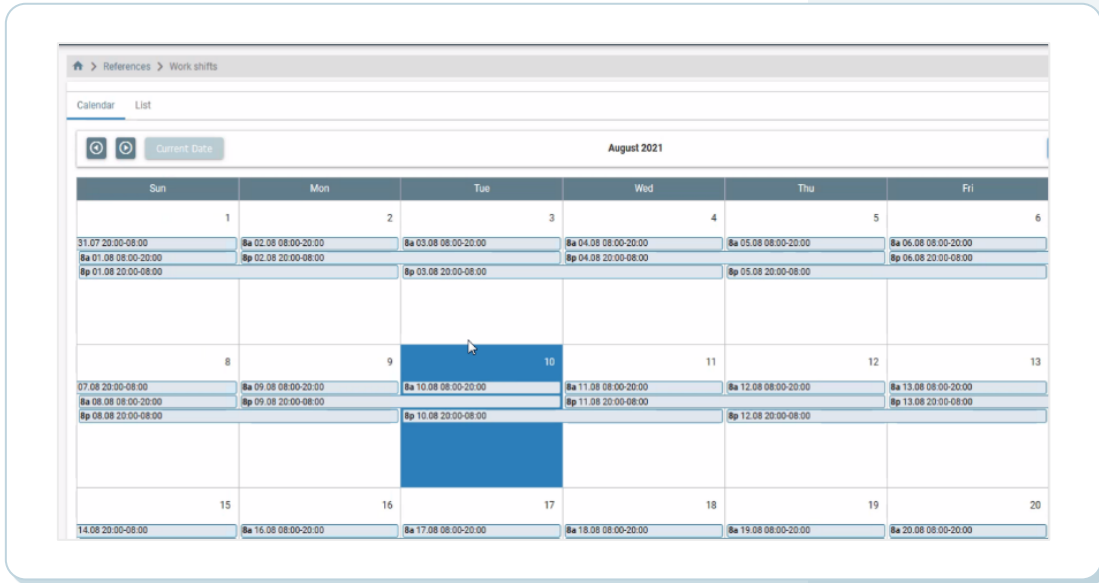 References > Work shifts
Calendar List
Current Date
August 2021
Sun Mon Tue Wed Thu Fri
1 2 3 4 5 6
31.07 20:00-08:00 8a 02.08 08:00-20:00 8a 03.08 08:00-20:00 8a 04.08 08:00-20:00 8a 05.08 08:00-20:00 8a 06.08 08:00-20:00
8a 01.08 08:00-20:00 8p 02.08 20:00-08:00 8p 04.08 20:00-08:00 8p 06.08 20:00-08:00
8p 01.08 20:00-08:00 8p 03.08 20:00-08:00 8p 05.08 20:00-08:00
8 9 10 11 12 13
07.08 20:00-08:00 8a 09.08 08:00-20:00 8a 10.08 08:00-20:00 8a 11.08 08:00-20:00 8a 12.08 08:00-20:00 8a 13.08 08:00-20:00
8a 08.08 08:00-20:00 8p 09.08 20:00-08:00 8p 11.08 20:00-08:00 8p 13.08 20:00-08:00
8p 08.08 20:00-08:00 8p 10.08 20:00-08:00 8p 12.08 20:00-08:00
15 16 17 18 19 20
14.08 20:00-08:00 8a 16.08 08:00-20:00 8a 17.08 08:00-20:00 8a 18.08 08:00-20:00 8a 19.08 08:00-20:00 8a 20.08 08:00-20:00